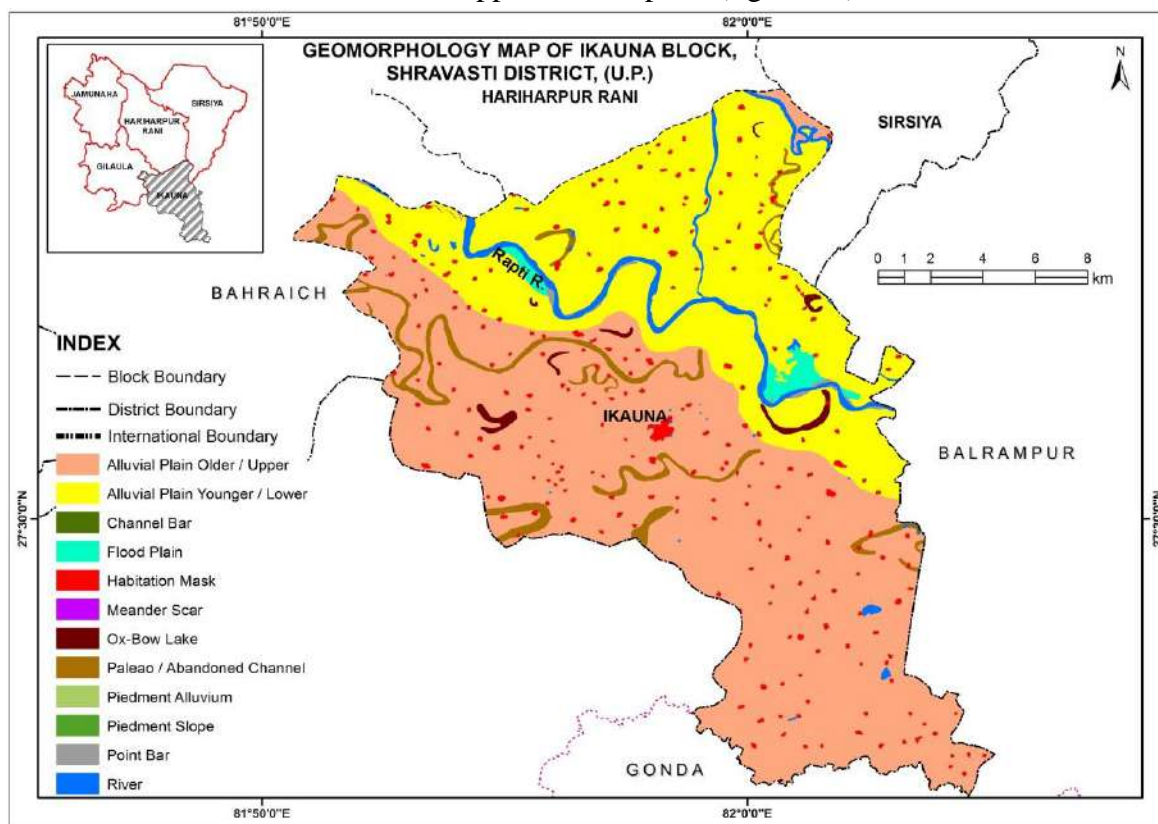 81°50'0"E
82°0'0"E
GEOMORPHOLOGY MAP OF IKAUNA BLOCK,
SHRAVASTI DISTRICT, (U.P.)
HARIHARPUR RANI
N
JAMUNAHA
SIRSIYA
HARIHARPUR
RANI
GILAULA
IKAUNA
SIRSIYA
0 2 4 6 8
km
Rapti R.
BAHRAICH
IKAUNA
BALRAMPUR
GONDA
INDEX
Block Boundary
District Boundary
International Boundary
Alluvial Plain Older / Upper
Alluvial Plain Younger / Lower
Channel Bar
Flood Plain
Habitation Mask
Meander Scar
Ox-Bow Lake
Paleao / Abandoned Channel
Piedment Alluvium
Piedment Slope
Point Bar
River
27°30'0"N
27°30'0"N
81°50'0"E
82°0'0"E